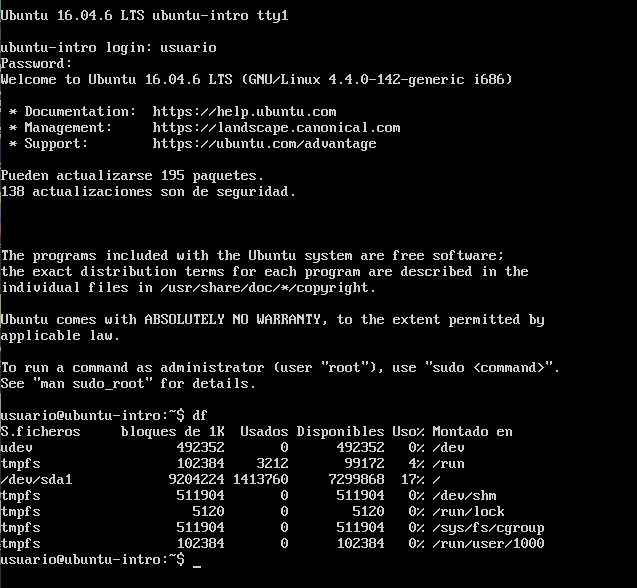 Ubuntu 16.04.6 LTS ubuntu-intro tty1
ubuntu-intro login: usuario
Password:
Welcome to Ubuntu 16.04.6 LTS (GNU/Linux 4.4.0-142-generic i686)
* Documentation:  https://help.ubuntu.com
* Management:     https://landscape.canonical.com
* Support:        https://ubuntu.com/advantage
Pueden actualizarse 195 paquetes.
138 actualizaciones son de seguridad.
The programs included with the Ubuntu system are free software;
the exact distribution terms for each program are described in the
individual files in /usr/share/doc/*/copyright.
Ubuntu comes with ABSOLUTELY NO WARRANTY, to the extent permitted by
applicable law.
To run a command as administrator (user "root"), use "sudo <command>".
See "man sudo_root" for details.
usuario@ubuntu-intro:~$ df
S.ficheros     bloques de 1K  Usados Disponibles Uso% Montado en
udev                  492352       0      492352   0% /dev
tmpfs                 102384    3212       99172   4% /run
/dev/sda1            9204224 1413760     7299868  17% /
tmpfs                 511904       0      511904   0% /dev/shm
tmpfs                   5120       0        5120   0% /run/lock
tmpfs                 511904       0      511904   0% /sys/fs/cgroup
tmpfs                 102384       0      102384   0% /run/user/1000
usuario@ubuntu-intro:~$ _